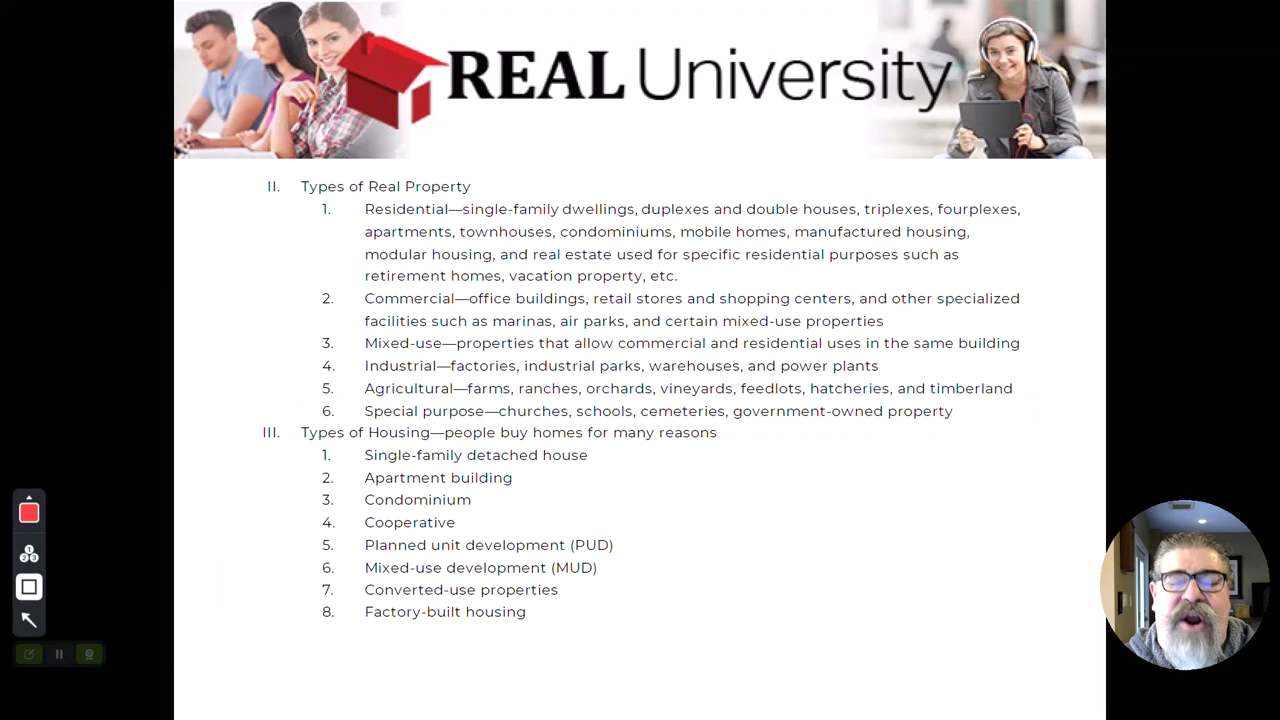 REAL University
II. Types of Real Property
1. Residential—single-family dwellings, duplexes and double houses, triplexes, fourplexes,
apartments, townhouses, condominiums, mobile homes, manufactured housing,
modular housing, and real estate used for specific residential purposes such as
retirement homes, vacation property, etc.
2. Commercial—office buildings, retail stores and shopping centers, and other specialized
facilities such as marinas, air parks, and certain mixed-use properties
3. Mixed-use—properties that allow commercial and residential uses in the same building
4. Industrial—factories, industrial parks, warehouses, and power plants
5. Agricultural—farms, ranches, orchards, vineyards, feedlots, hatcheries, and timberland
6. Special purpose—churches, schools, cemeteries, government-owned property
III. Types of Housing—people buy homes for many reasons
1. Single-family detached house
2. Apartment building
3. Condominium
4. Cooperative
5. Planned unit development (PUD)
6. Mixed-use development (MUD)
7. Converted-use properties
8. Factory-built housing